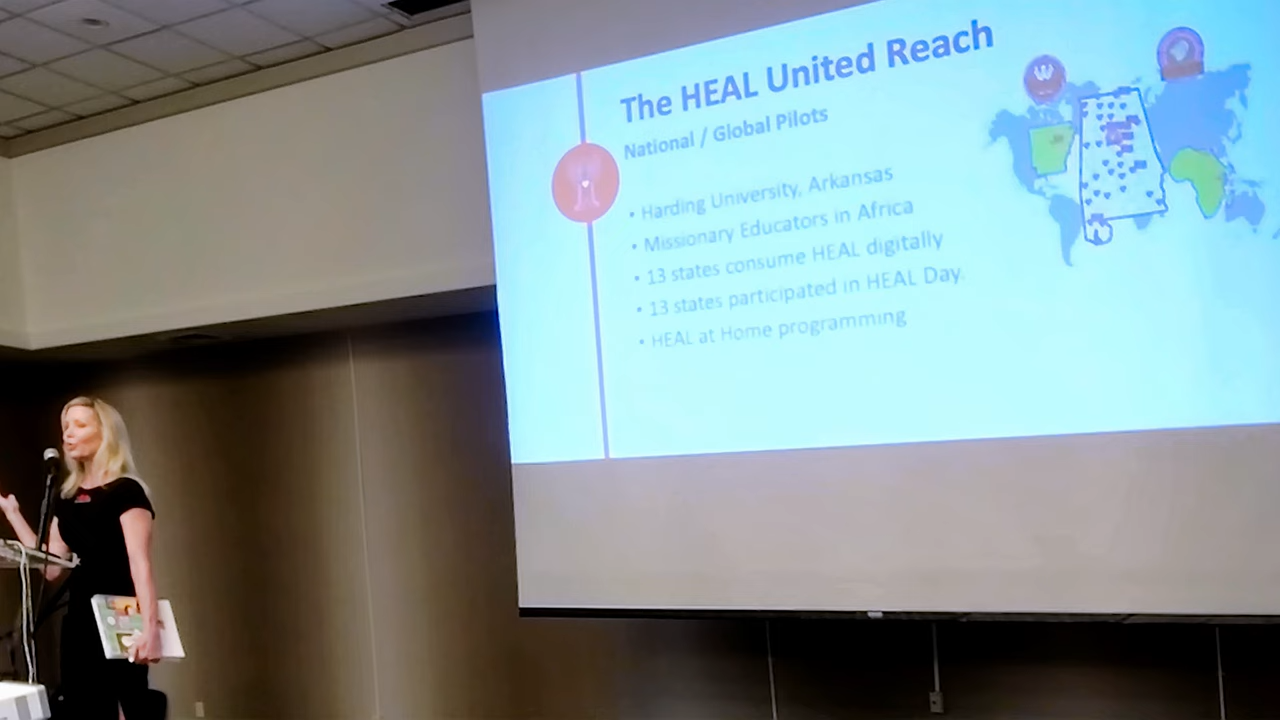 The HEAL United Reach
National / Global Pilots
• Harding University, Arkansas
• Missionary Educators in Africa
• 13 states consume HEAL digitally
• 13 states participated in HEAL Day
• HEAL at Home programming